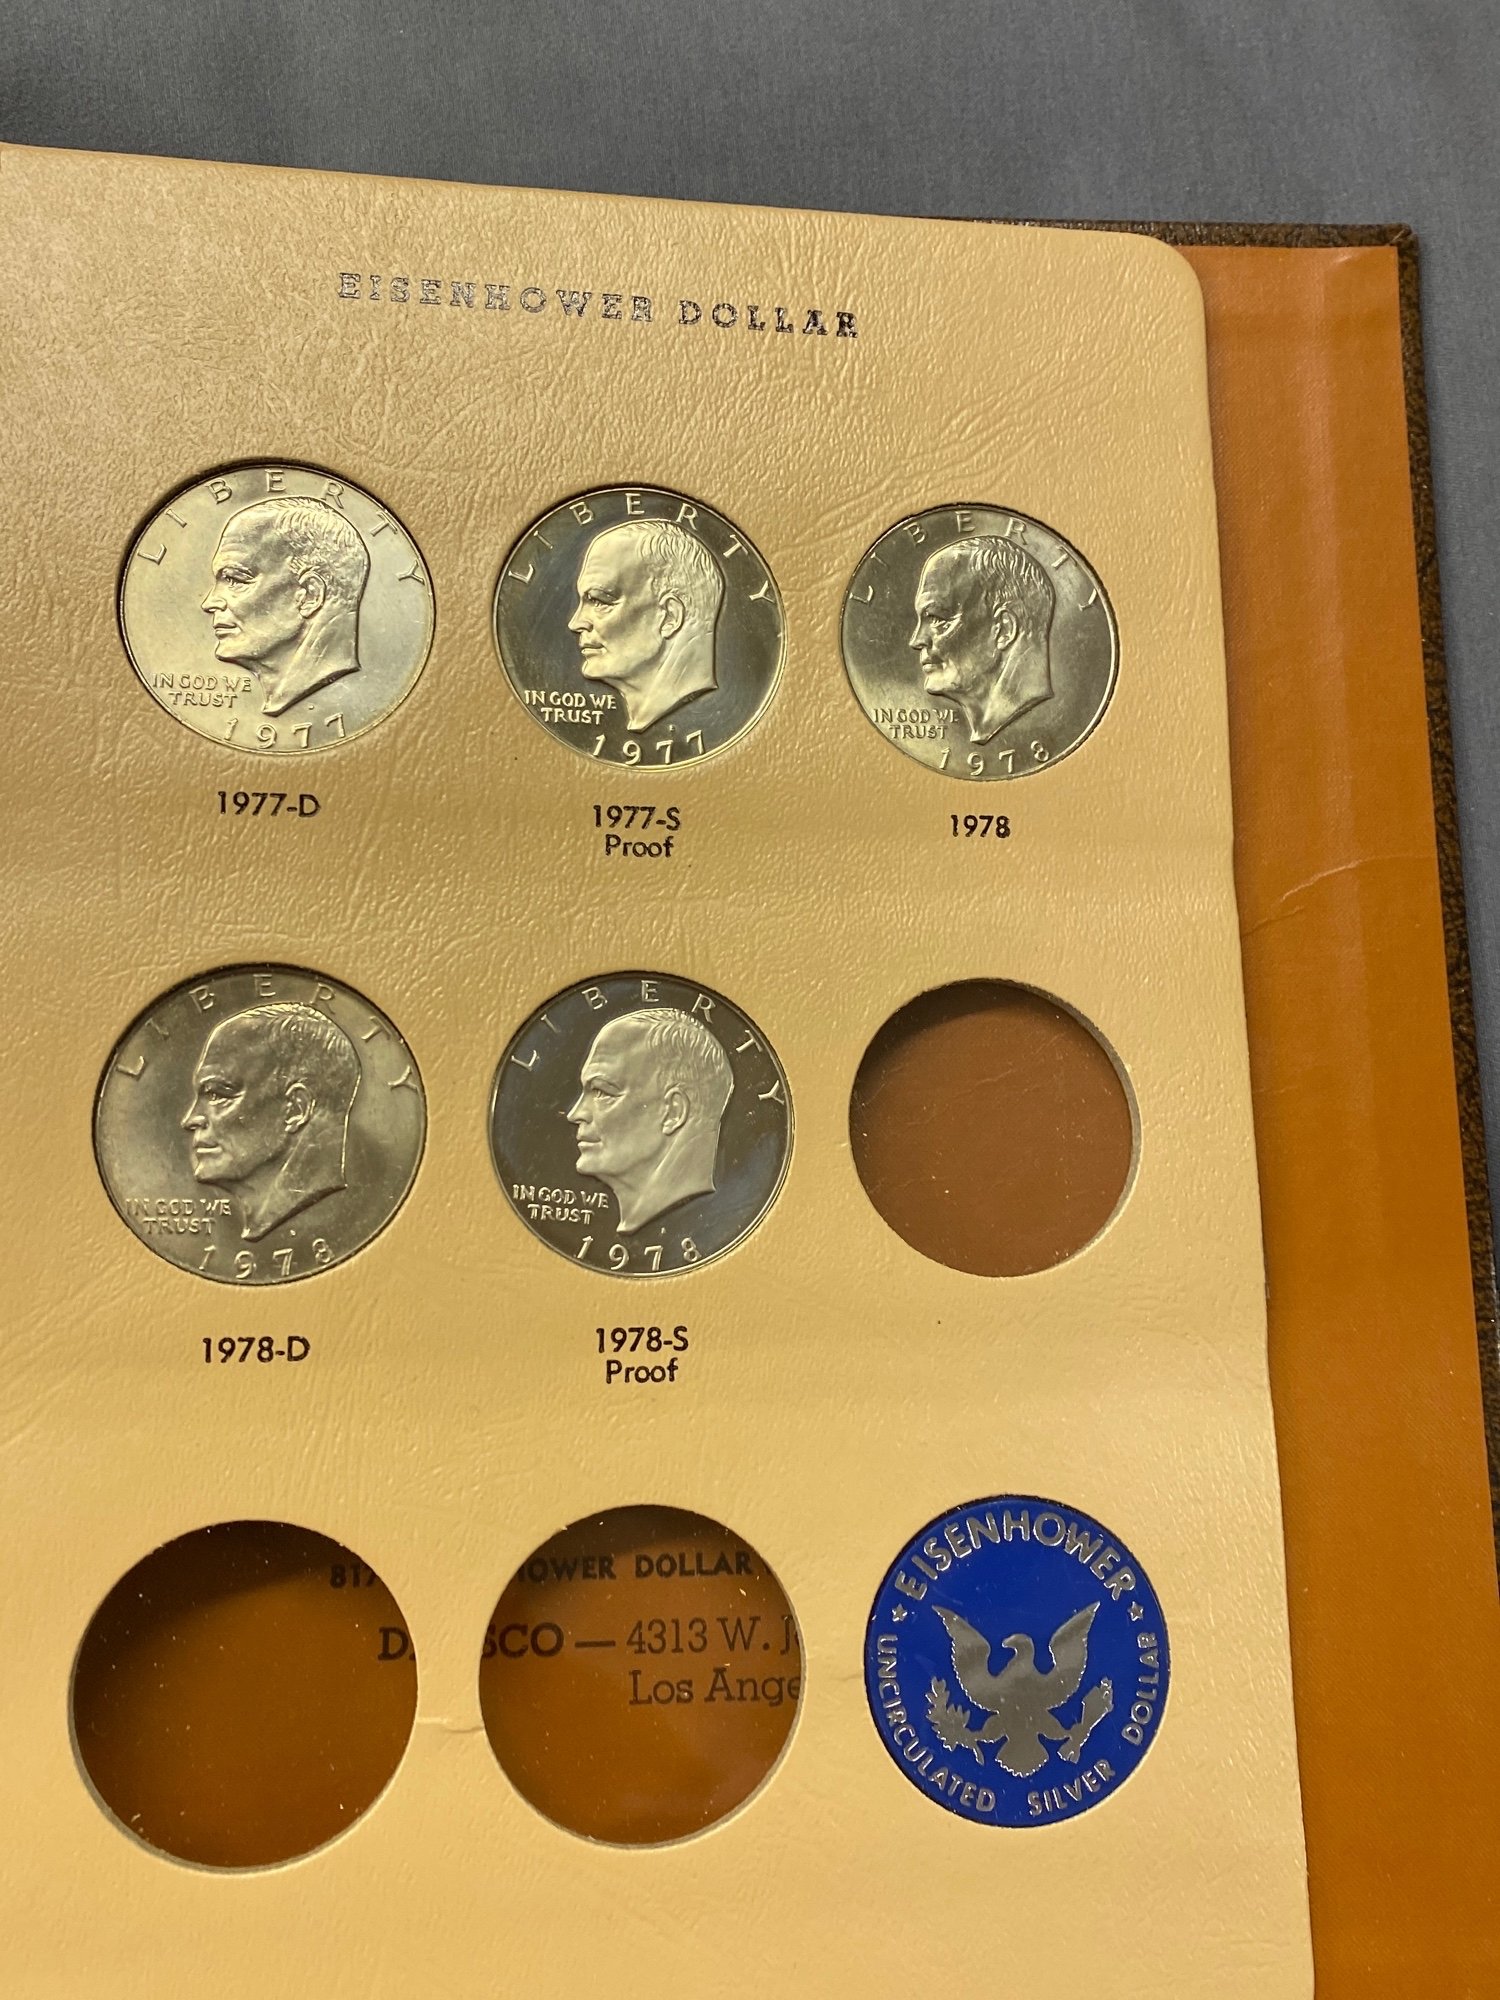 EISENHOWER DOLLAR
LIBERTY
IN GOD WE
TRUST
1977
1977-D
LIBERTY
IN GOD WE
TRUST
1977
1977-S
Proof
LIBERTY
IN GOD WE
TRUST
1978
1978
LIBERTY
IN GOD WE
TRUST
1978
1978-D
LIBERTY
IN GOD WE
TRUST
1978
1978-S
Proof
DOLLAR
4313 W.
Los
EISENHOWER
UNCIRCULATED SILVER DOLLAR